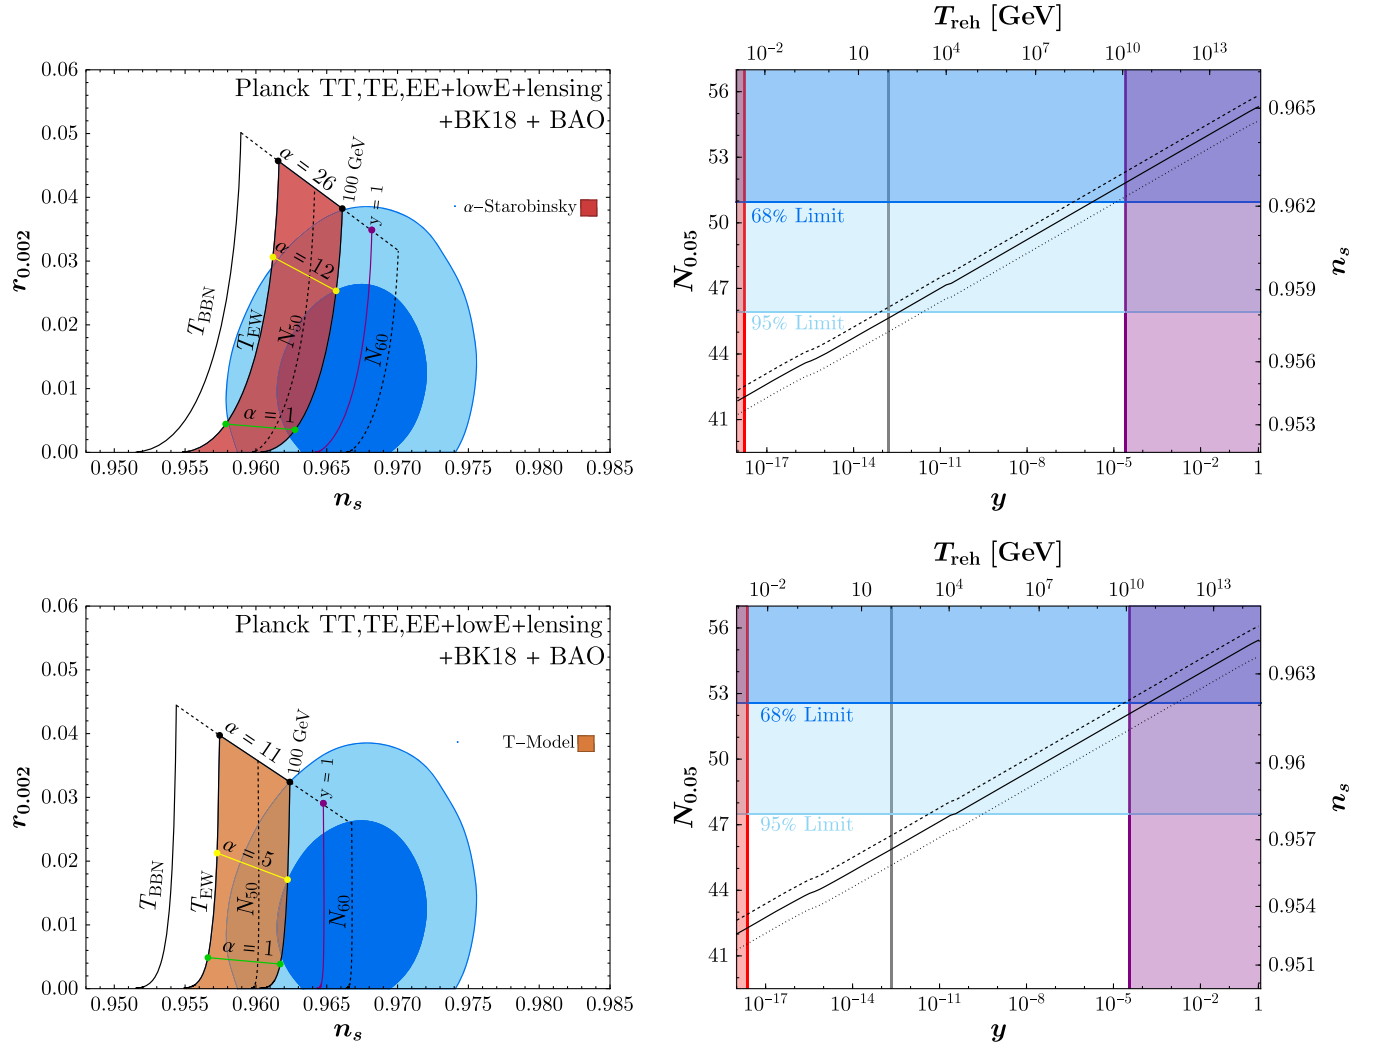 Planck TT,TE,EE+lowE+lensing
+BK18 + BAO
α = 26
100 GeV
y = 1
α−Starobinsky
α = 12
T_BBN
T_EW
N_50
N_60
α = 1
0.06
0.05
0.04
0.03
0.02
0.01
0.00
r_0.002
0.950 0.955 0.960 0.965 0.970 0.975 0.980 0.985
n_s
T_reh [GeV]
10^-2 10 10^4 10^7 10^10 10^13
56
53
50
47
44
41
N_0.05
68% Limit
95% Limit
0.965
0.962
0.959
0.956
0.953
n_s
10^-17 10^-14 10^-11 10^-8 10^-5 10^-2 1
y
Planck TT,TE,EE+lowE+lensing
+BK18 + BAO
α = 11
100 GeV
y = 1
T−Model
α = 5
T_BBN
T_EW
N_50
N_60
α = 1
0.06
0.05
0.04
0.03
0.02
0.01
0.00
r_0.002
0.950 0.955 0.960 0.965 0.970 0.975 0.980 0.985
n_s
T_reh [GeV]
10^-2 10 10^4 10^7 10^10 10^13
56
53
50
47
44
41
N_0.05
68% Limit
95% Limit
0.963
0.96
0.957
0.954
0.951
n_s
10^-17 10^-14 10^-11 10^-8 10^-5 10^-2 1
y